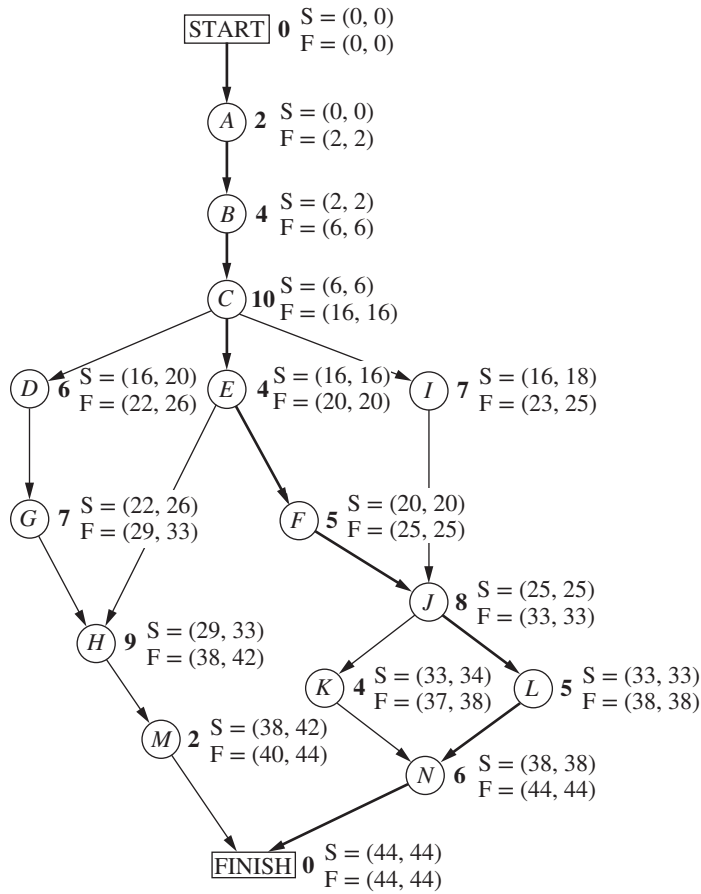 START 0 S = (0, 0)
F = (0, 0)
A 2 S = (0, 0)
F = (2, 2)
B 4 S = (2, 2)
F = (6, 6)
C 10 S = (6, 6)
F = (16, 16)
D 6 S = (16, 20)
F = (22, 26)
E 4 S = (16, 16)
F = (20, 20)
I 7 S = (16, 18)
F = (23, 25)
G 7 S = (22, 26)
F = (29, 33)
F 5 S = (20, 20)
F = (25, 25)
J 8 S = (25, 25)
F = (33, 33)
H 9 S = (29, 33)
F = (38, 42)
K 4 S = (33, 34)
F = (37, 38)
L 5 S = (33, 33)
F = (38, 38)
M 2 S = (38, 42)
F = (40, 44)
N 6 S = (38, 38)
F = (44, 44)
FINISH 0 S = (44, 44)
F = (44, 44)